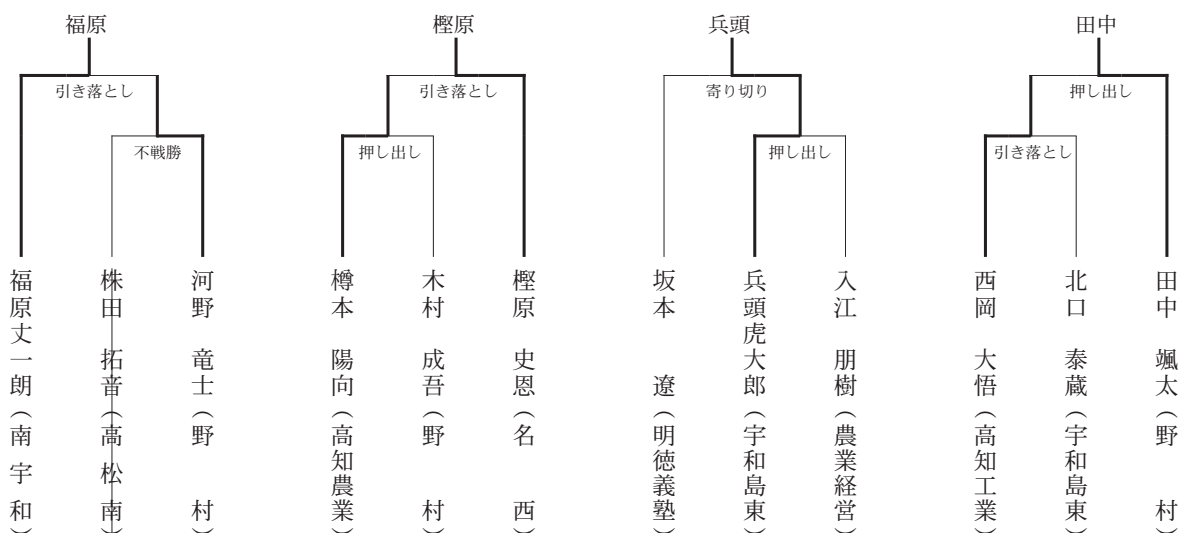 福原
樫原
兵頭
田中
引き落とし
引き落とし
寄り切り
押し出し
不戦勝
押し出し
押し出し
引き落とし
福原丈一朗（南宇和）
株田 拓音（高松南）
河野 竜士（野 村）
樽本 陽向（高知農業）
木村 成吾（野 村）
樫原 史恩（名 西）
坂本 遼（明徳義塾）
兵頭虎大郎（宇和島東）
入江 朋樹（農業経営）
西岡 大悟（高知工業）
北口 泰蔵（宇和島東）
田中 颯太（野 村）